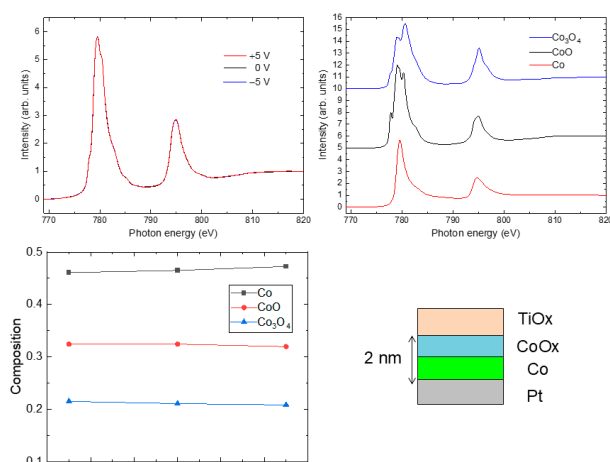 6
5
4
3
2
1
0
+5 V
0 V
−5 V
Intensity (arb. units)
770 780 790 800 810 820
Photon energy (eV)
17
16
15
14
13
12
11
10
9
8
7
6
5
4
3
2
1
0
Co₃O₄
CoO
Co
Intensity (arb. units)
770 780 790 800 810 820
Photon energy (eV)
0.5
0.4
0.3
0.2
0.1
Co
CoO
Co₃O₄
Composition
2 nm
TiOx
CoOx
Co
Pt